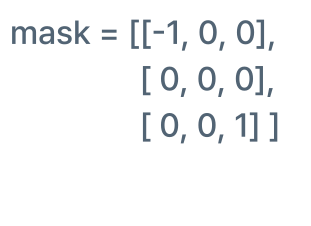 mask = [[-1, 0, 0],
[ 0, 0, 0],
[ 0, 0, 1] ]